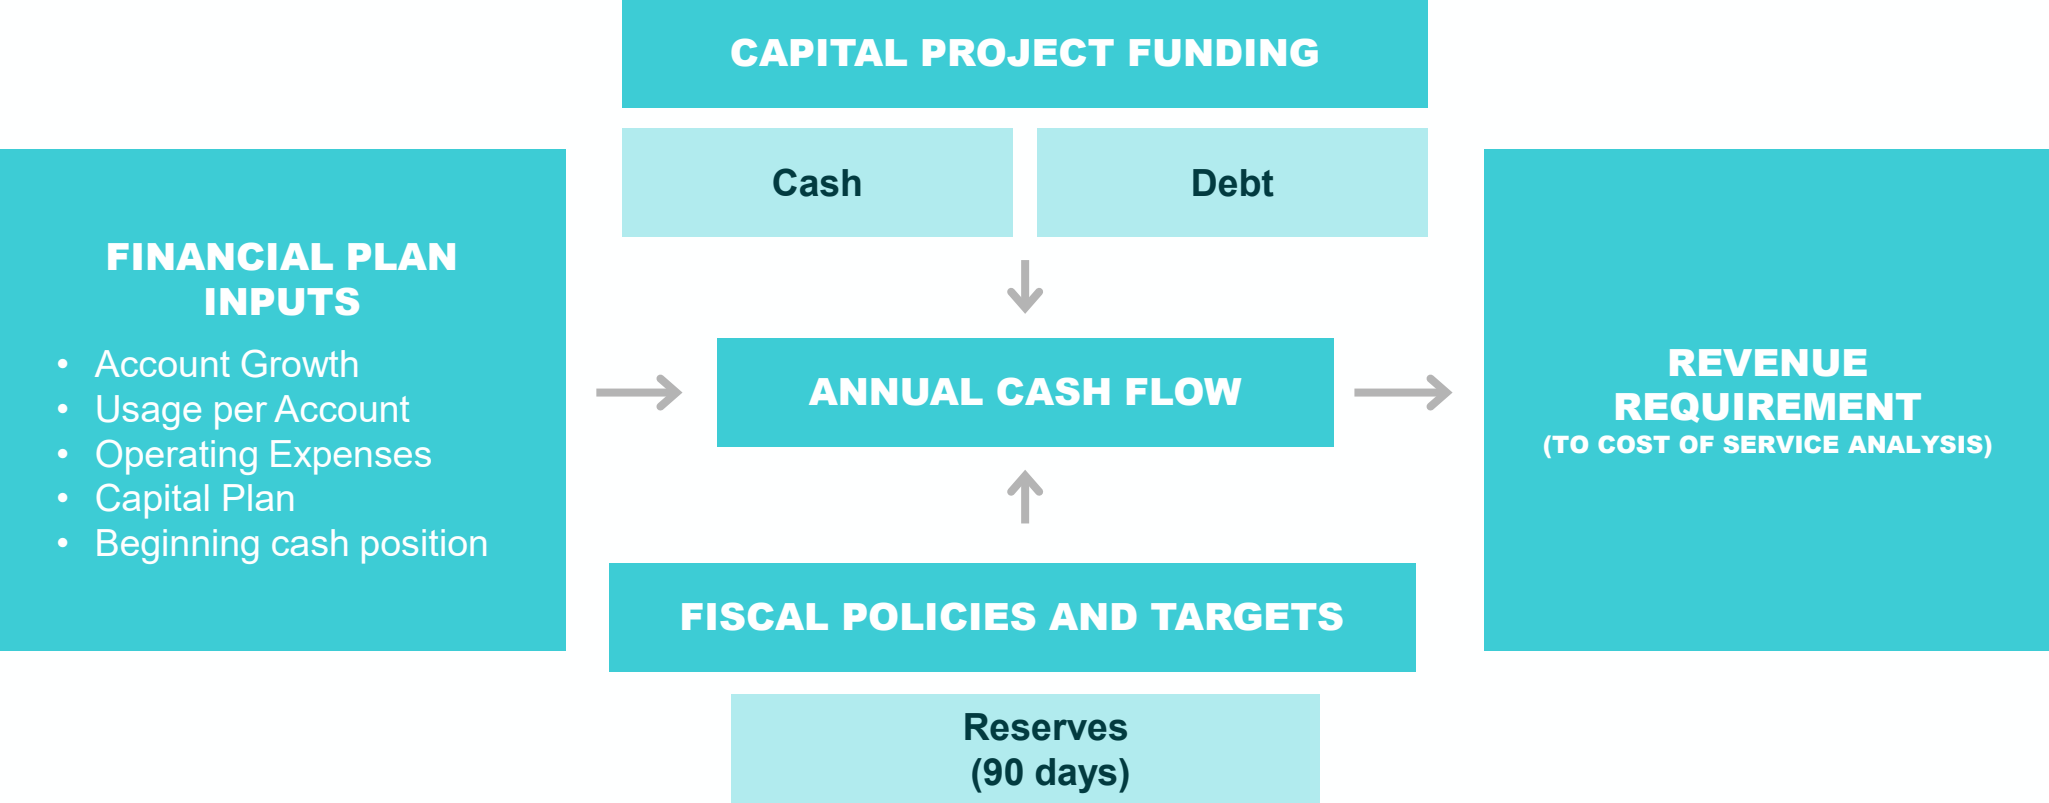 CAPITAL PROJECT FUNDING
Cash
Debt
FINANCIAL PLAN
INPUTS
• Account Growth
• Usage per Account
• Operating Expenses
• Capital Plan
• Beginning cash position
ANNUAL CASH FLOW
REVENUE
REQUIREMENT
(TO COST OF SERVICE ANALYSIS)
FISCAL POLICIES AND TARGETS
Reserves
(90 days)